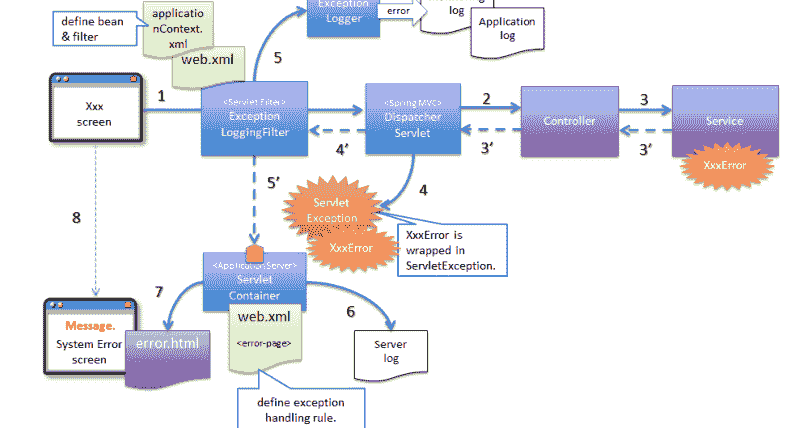 define bean
& filter
applicatio
nContext.
xml
web.xml
Exception
Logger
error
log
Application
log
5
Xxx
screen
1
<Servlet Filter>
Exception
LoggingFilter
<Spring MVC>
Dispatcher
Servlet
2
Controller
3
Service
4’
3’
3’
XxxError
5’
4
Servlet
Exception
XxxError
XxxError is
wrapped in
ServletException.
8
<ApplicationServer>
Servlet
Container
7
6
web.xml
<error-page>
Message.
System Error
screen
error.html
Server
log
define exception
handling rule.